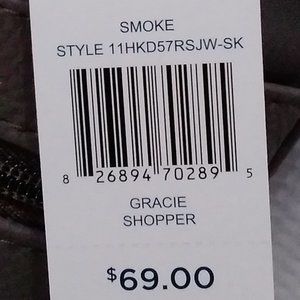 SMOKE
STYLE 11HKD57RSJW-SK
8 26894 70289 5
GRACIE
SHOPPER
$69.00